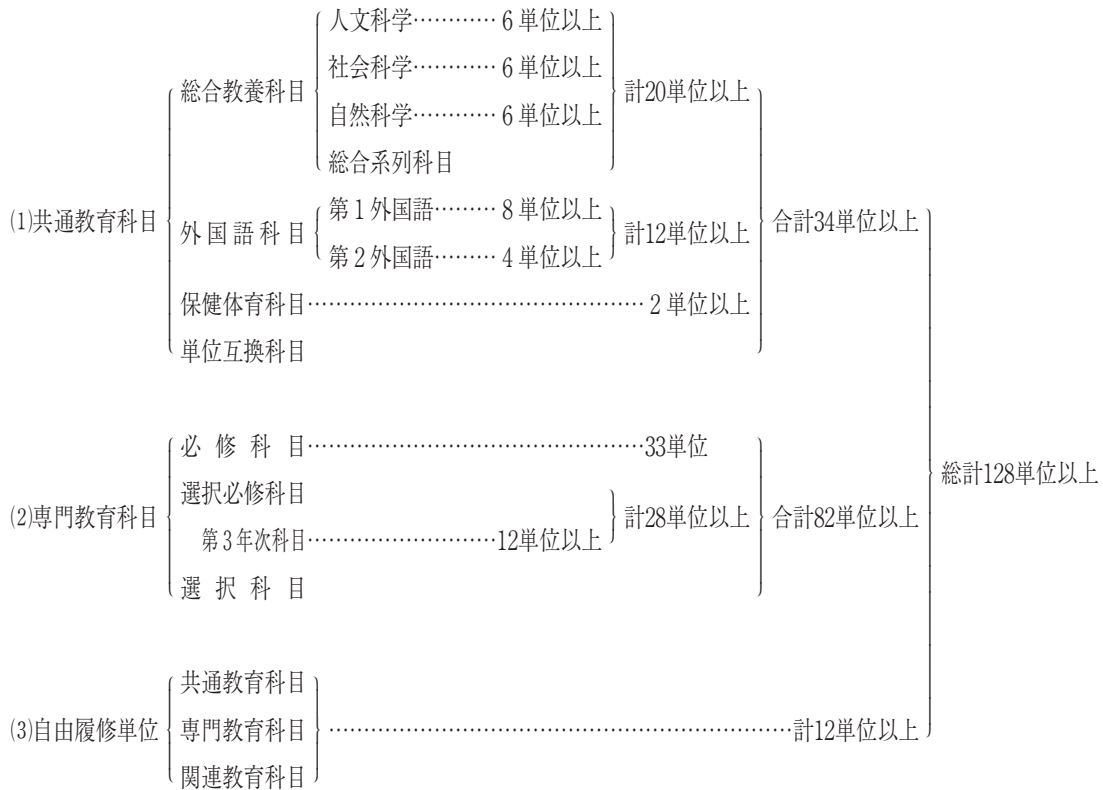 人文科学………… 6 単位以上
社会科学………… 6 単位以上
総合教養科目 計20単位以上
自然科学………… 6 単位以上
総合系列科目
第1外国語……… 8 単位以上
(1)共通教育科目 外国語科目 計12単位以上 合計34単位以上
第2外国語……… 4 単位以上
保健体育科目………………………………………… 2 単位以上
単位互換科目
必修科目…………………………………………33単位
総計128単位以上
選択必修科目
(2)専門教育科目 計28単位以上 合計82単位以上
第3年次科目………………………12単位以上
選択科目
共通教育科目
(3)自由履修単位 専門教育科目 …………………………………………………………計12単位以上
関連教育科目